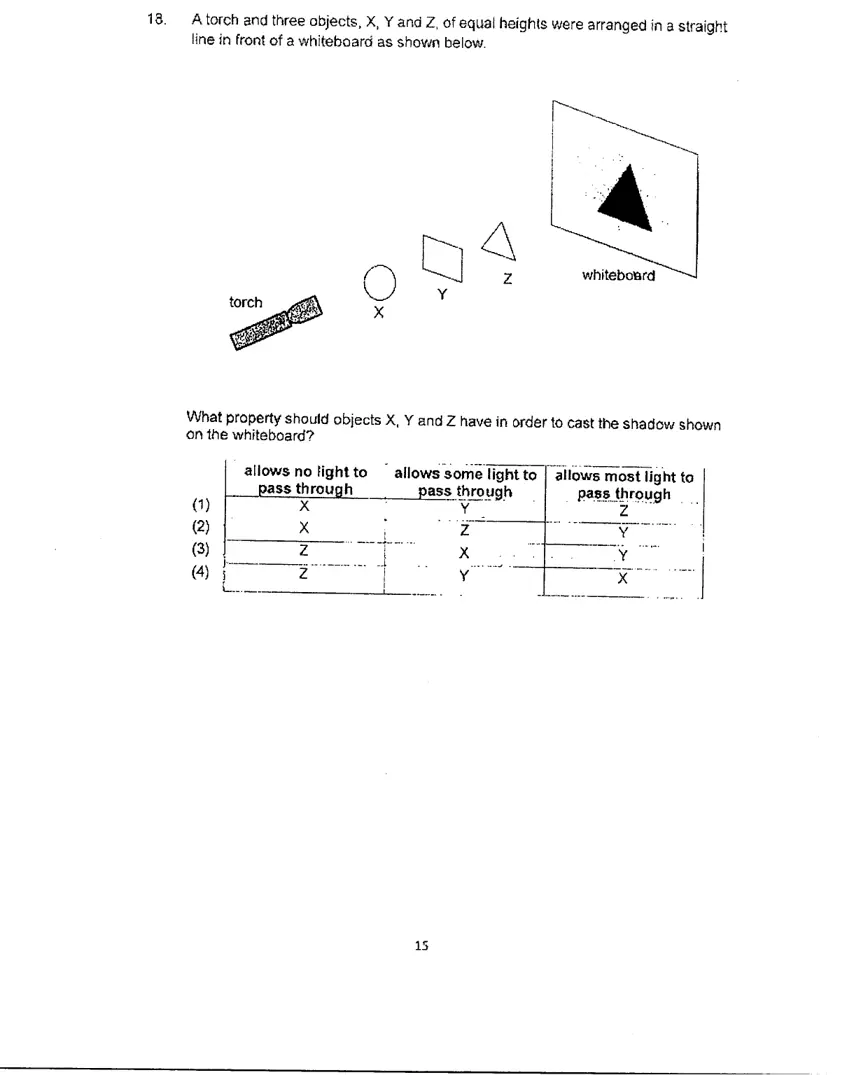 18. A torch and three objects, X, Y and Z, of equal heights were arranged in a straight
line in front of a whiteboard as shown below.
whiteboard
Z
Y
torch
X
What property should objects X, Y and Z have in order to cast the shadow shown
on the whiteboard?
allows no light to pass through allows some light to pass through allows most light to pass through
(1) X Y Z
(2) X Z Y
(3) Z X Y
(4) Z Y X
15